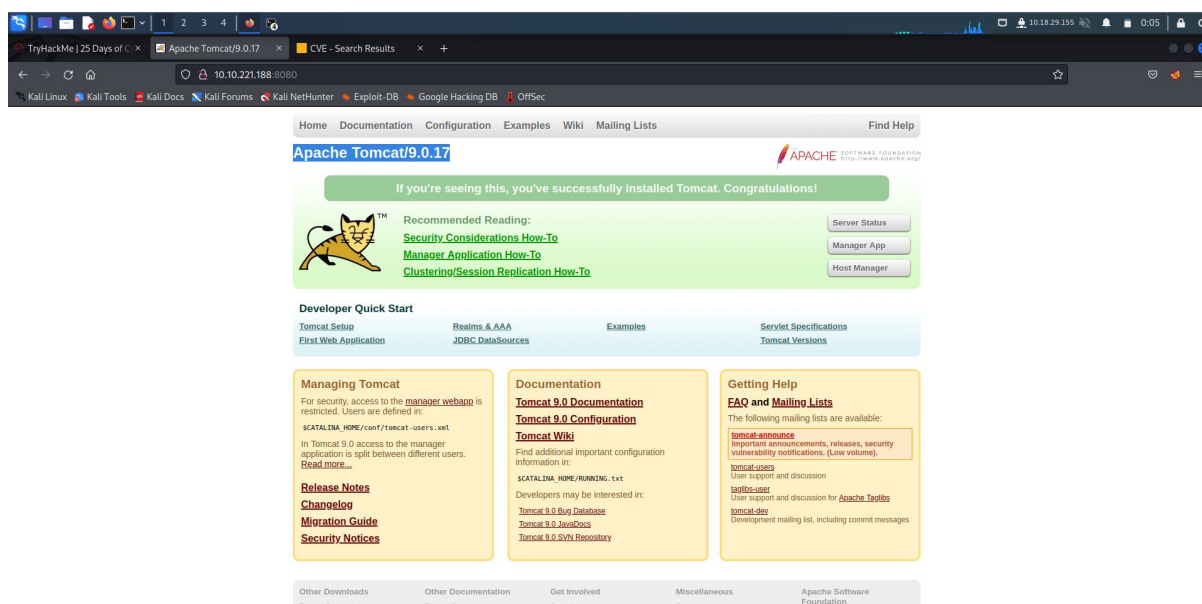 1 2 3 4
10.18.29.155
0:05
TryHackMe | 25 Days of C
Apache Tomcat/9.0.17
CVE - Search Results
10.10.221.188:8080
Kali Linux Kali Tools Kali Docs Kali Forums Kali NetHunter Exploit-DB Google Hacking DB OffSec
Home Documentation Configuration Examples Wiki Mailing Lists Find Help
Apache Tomcat/9.0.17
APACHE SOFTWARE FOUNDATION
http://www.apache.org/
If you're seeing this, you've successfully installed Tomcat. Congratulations!
TM
Recommended Reading:
Security Considerations How-To
Manager Application How-To
Clustering/Session Replication How-To
Server Status
Manager App
Host Manager
Developer Quick Start
Tomcat Setup
First Web Application
Realms & AAA
JDBC DataSources
Examples
Servlet Specifications
Tomcat Versions
Managing Tomcat
For security, access to the manager webapp is
restricted. Users are defined in:
$CATALINA_HOME/conf/tomcat-users.xml
In Tomcat 9.0 access to the manager
application is split between different users.
Read more...
Release Notes
Changelog
Migration Guide
Security Notices
Documentation
Tomcat 9.0 Documentation
Tomcat 9.0 Configuration
Tomcat Wiki
Find additional important configuration
information in:
$CATALINA_HOME/RUNNING.txt
Developers may be interested in:
Tomcat 9.0 Bug Database
Tomcat 9.0 JavaDocs
Tomcat 9.0 SVN Repository
Getting Help
FAQ and Mailing Lists
The following mailing lists are available:
tomcat-announce
Important announcements, releases, security
vulnerability notifications. (Low volume).
tomcat-users
User support and discussion
taglibs-user
User support and discussion for Apache Taglibs
tomcat-dev
Development mailing list, including commit messages
Other Downloads
Other Documentation
Get Involved
Miscellaneous
Apache Software
Foundation